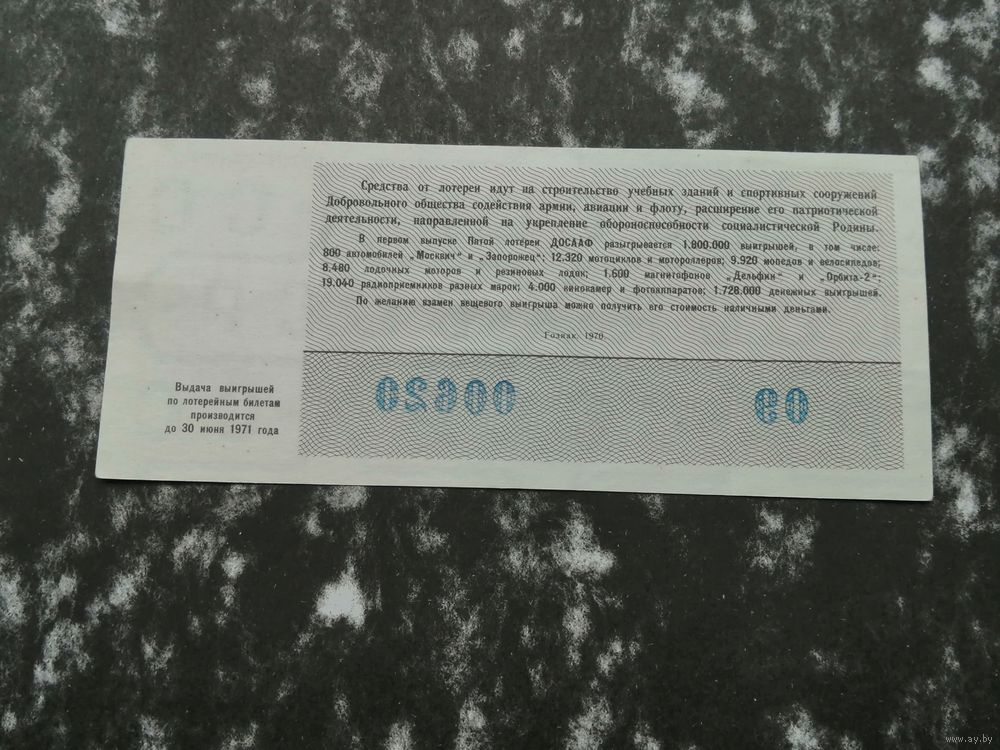 Средства от лотереи идут на строительство учебных зданий и спортивных сооружений
Добровольного общества содействия армии, авиации и флоту, расширение его патриотической
деятельности, направленной на укрепление обороноспособности социалистической Родины.
В первом выпуске Пятой лотереи ДОСААФ разыгрывается 1.800.000 выигрышей, в том числе:
800 автомобилей „Москвич" и „Запорожец": 12.320 мотоциклов и мотороллеров; 9.920 мопедов и велосипедов;
8.480 лодочных моторов и резиновых лодок; 1.600 магнитофонов „Дельфин" и „Орбита-2";
19.040 радиоприемников разных марок; 4.000 кинокамер и фотоаппаратов; 1.728.000 денежных выигрышей.
По желанию взамен вещевого выигрыша можно получить его стоимость наличными деньгами.
Гознак. 1970.
Выдача выигрышей
по лотерейным билетам
производится
до 30 июня 1971 года
www.ay.by